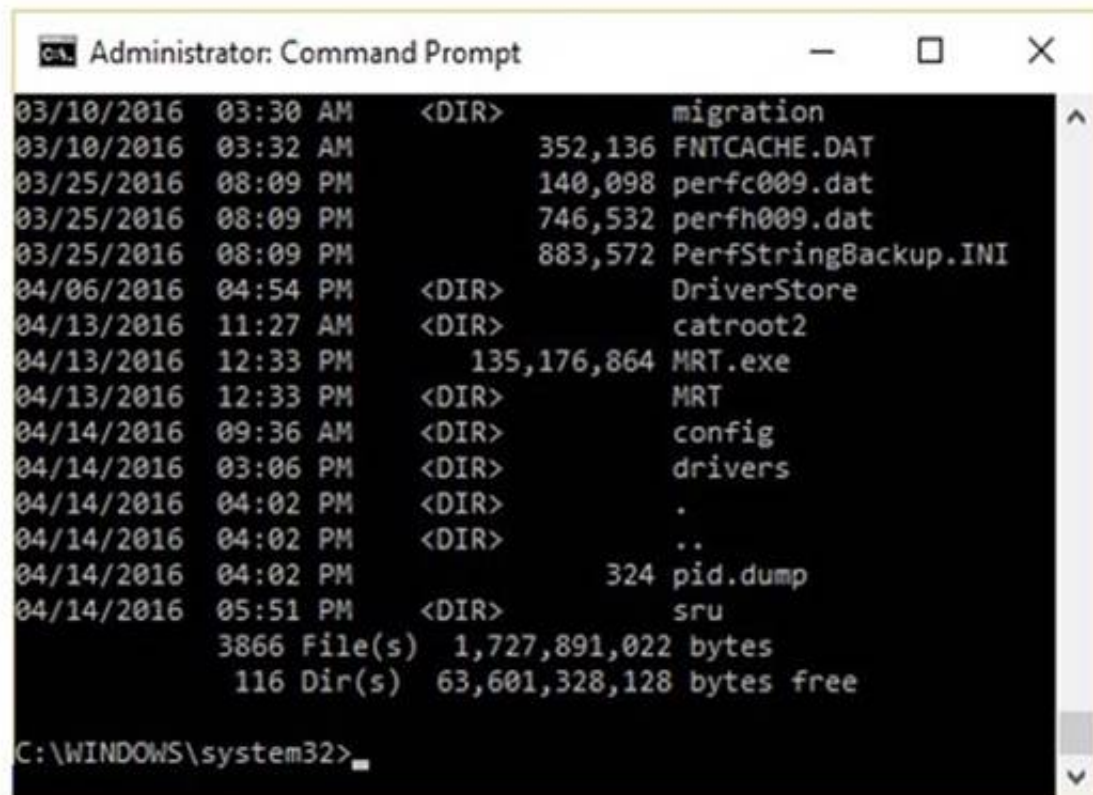 Administrator: Command Prompt
03/10/2016  03:30 AM    <DIR>          migration
03/10/2016  03:32 AM           352,136 FNTCACHE.DAT
03/25/2016  08:09 PM           140,098 perfc009.dat
03/25/2016  08:09 PM           746,532 perfh009.dat
03/25/2016  08:09 PM           883,572 PerfStringBackup.INI
04/06/2016  04:54 PM    <DIR>          DriverStore
04/13/2016  11:27 AM    <DIR>          catroot2
04/13/2016  12:33 PM       135,176,864 MRT.exe
04/13/2016  12:33 PM    <DIR>          MRT
04/14/2016  09:36 AM    <DIR>          config
04/14/2016  03:06 PM    <DIR>          drivers
04/14/2016  04:02 PM    <DIR>          .
04/14/2016  04:02 PM    <DIR>          ..
04/14/2016  04:02 PM               324 pid.dump
04/14/2016  05:51 PM    <DIR>          sru
            3866 File(s)  1,727,891,022 bytes
             116 Dir(s)  63,601,328,128 bytes free
C:\WINDOWS\system32>